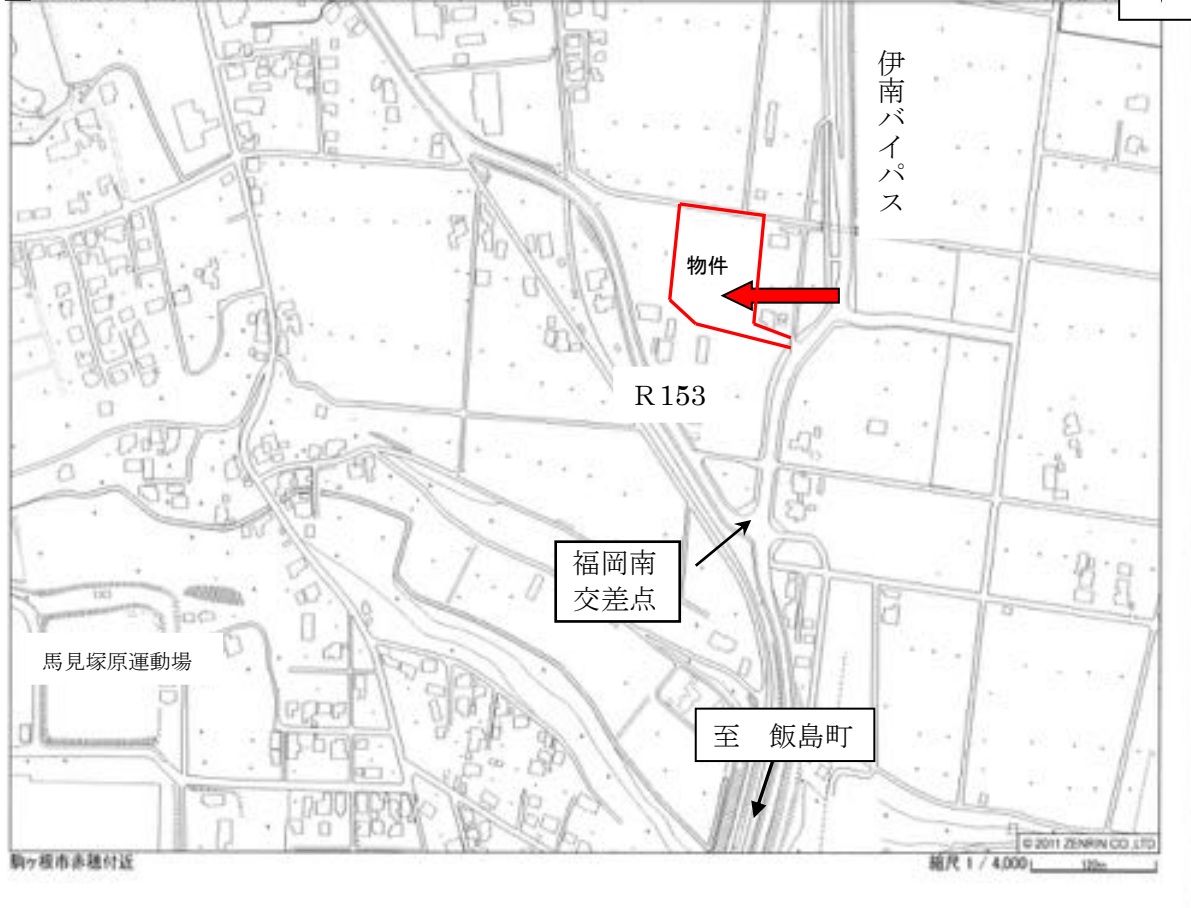 伊南バイパス
物件
R153
福岡南
交差点
馬見塚原運動場
至　飯島町
© 2011 ZENRIN CO.,LTD
駒ヶ根市赤穂付近
縮尺 1 / 4,000
120m